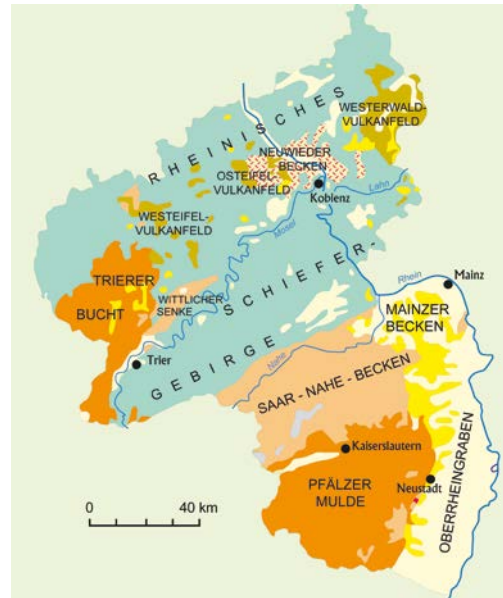 RHEINISCHES
WESTERWALD-
VULKANFELD
NEUWIEDER
BECKEN
OSTEIFEL-
VULKANFELD
Koblenz
Lahn
Mosel
WESTEIFEL-
VULKANFELD
SCHIEFER-
GEBIRGE
TRIERER
BUCHT
WITTLICHER
SENKE
Rhein
Mainz
MAINZER
BECKEN
Trier
Nahe
SAAR - NAHE - BECKEN
Kaiserslautern
PFÄLZER
MULDE
Neustadt
OBERRHEINGRABEN
0 40 km